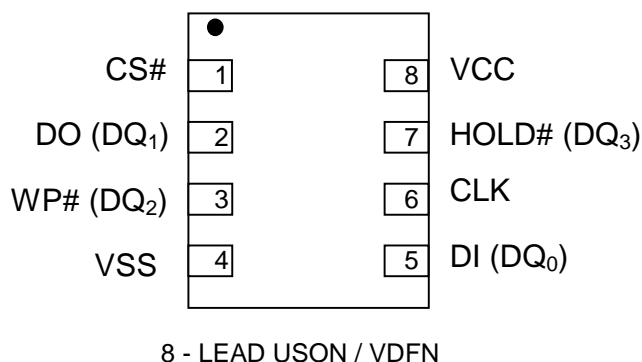 CS# 1 8 VCC
DO (DQ₁) 2 7 HOLD# (DQ₃)
WP# (DQ₂) 3 6 CLK
VSS 4 5 DI (DQ₀)
8 - LEAD USON / VDFN